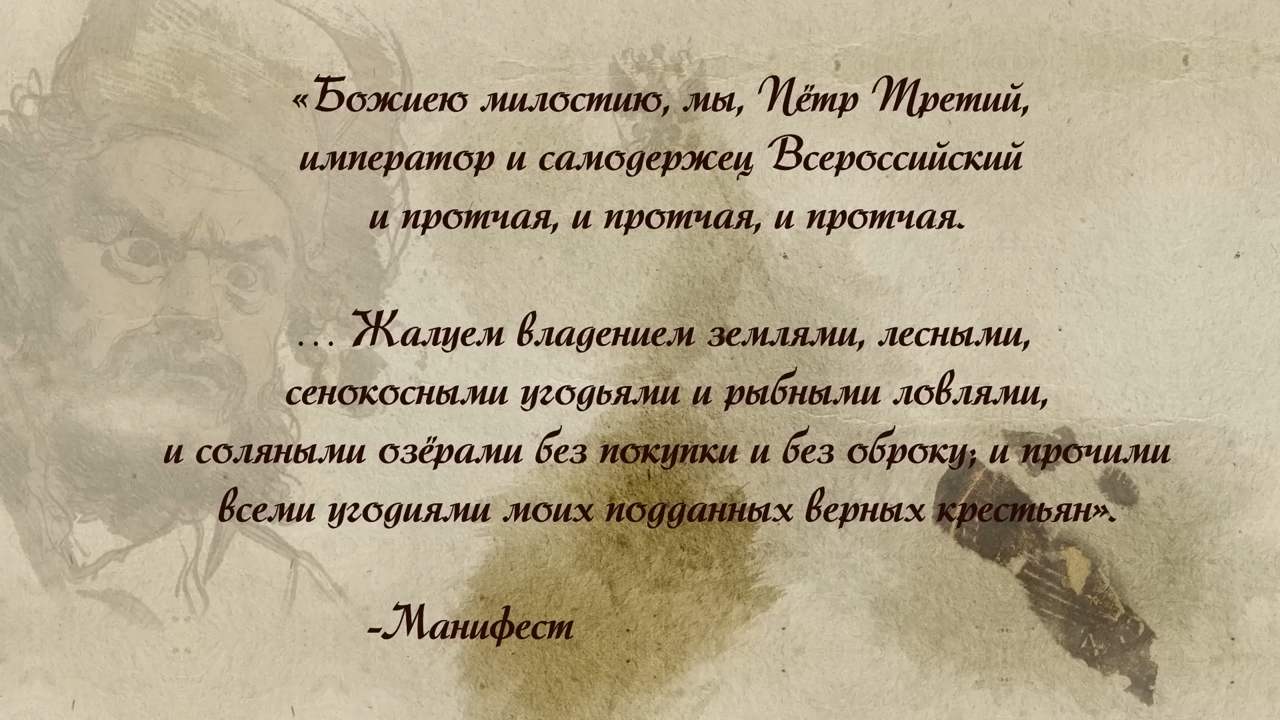 «Божиею милостию, мы, Пётр Третий,
император и самодержец Всероссийский
и протчая, и протчая, и протчая.
... Жалуем владением землями, лесными,
сенокосными угодьями и рыбными ловлями,
и соляными озёрами без покупки и без оброку; и прочими
всеми угодиями моих подданных верных крестьян».
-Манифест